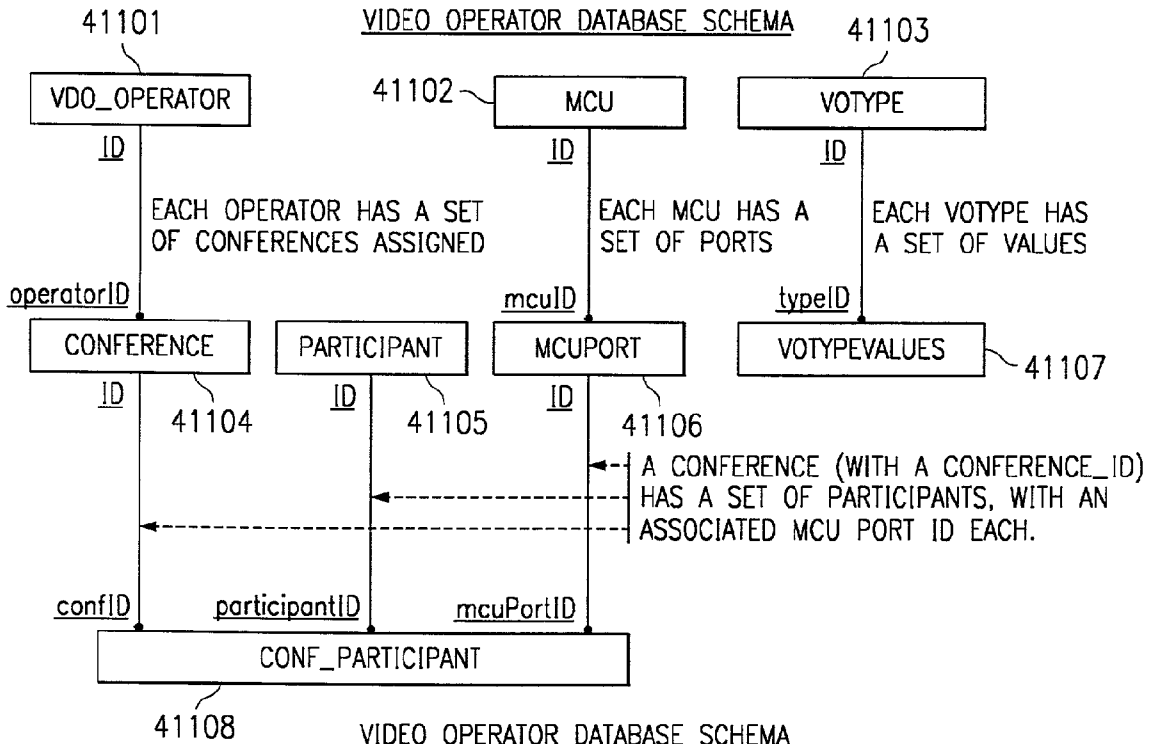 VIDEO OPERATOR DATABASE SCHEMA
41101
41103
41102
VDO_OPERATOR
MCU
VOTYPE
ID
ID
ID
EACH OPERATOR HAS A SET
OF CONFERENCES ASSIGNED
EACH MCU HAS A
SET OF PORTS
EACH VOTYPE HAS
A SET OF VALUES
operatorID
mcuID
typeID
CONFERENCE
PARTICIPANT
MCUPORT
VOTYPEVALUES
41107
ID
ID
ID
41104
41105
41106
A CONFERENCE (WITH A CONFERENCE_ID)
HAS A SET OF PARTICIPANTS, WITH AN
ASSOCIATED MCU PORT ID EACH.
confID
participantID
mcuPortID
CONF_PARTICIPANT
41108
VIDEO OPERATOR DATABASE SCHEMA